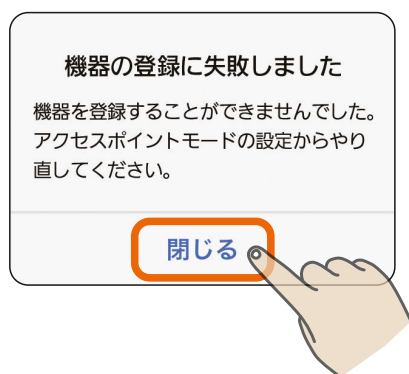 機器の登録に失敗しました
機器を登録することができませんでした。
アクセスポイントモードの設定からやり
直してください。
閉じる